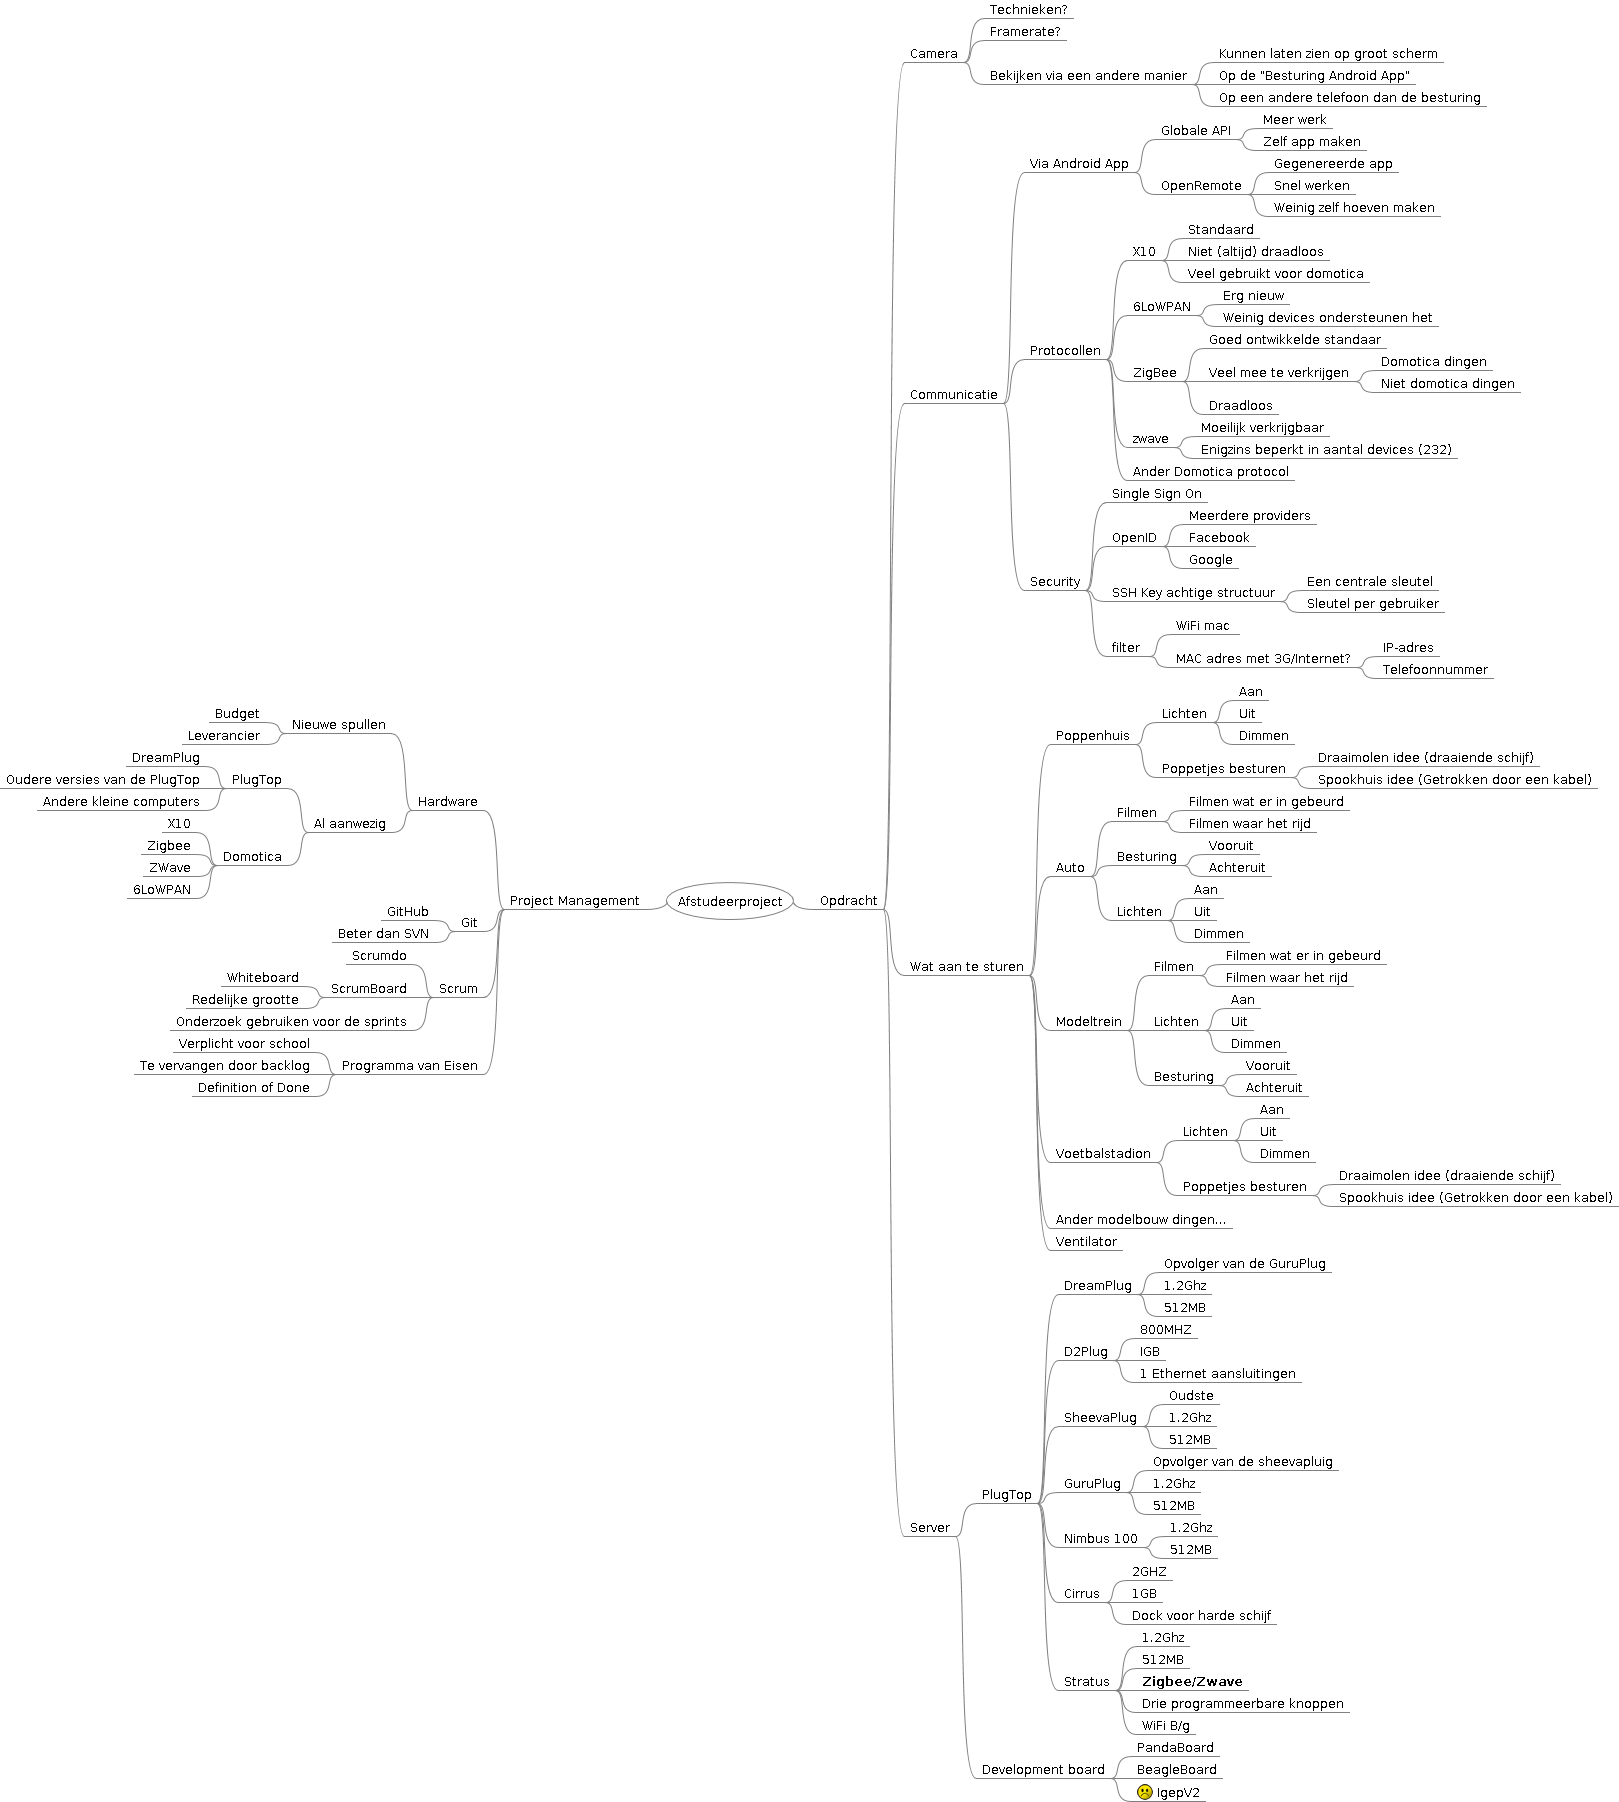 Afstudeerproject
Project Management
Hardware
Nieuwe spullen
Budget
Leverancier
Al aanwezig
PlugTop
DreamPlug
Oudere versies van de PlugTop
Andere kleine computers
Domotica
X10
Zigbee
ZWave
6LoWPAN
Git
GitHub
Beter dan SVN
Scrum
Scrumdo
ScrumBoard
Whiteboard
Redelijke grootte
Onderzoek gebruiken voor de sprints
Programma van Eisen
Verplicht voor school
Te vervangen door backlog
Definition of Done
Opdracht
Camera
Technieken?
Framerate?
Bekijken via een andere manier
Kunnen laten zien op groot scherm
Op de "Besturing Android App"
Op een andere telefoon dan de besturing
Communicatie
Via Android App
Globale API
Meer werk
Zelf app maken
OpenRemote
Gegenereerde app
Snel werken
Weinig zelf hoeven maken
Protocollen
X10
Standaard
Niet (altijd) draadloos
Veel gebruikt voor domotica
6LoWPAN
Erg nieuw
Weinig devices ondersteunen het
ZigBee
Goed ontwikkelde standaar
Veel mee te verkrijgen
Domotica dingen
Niet domotica dingen
Draadloos
zwave
Moeilijk verkrijgbaar
Enigzins beperkt in aantal devices (232)
Ander Domotica protocol
Security
Single Sign On
OpenID
Meerdere providers
Facebook
Google
SSH Key achtige structuur
Een centrale sleutel
Sleutel per gebruiker
filter
WiFi mac
MAC adres met 3G/Internet?
IP-adres
Telefoonnummer
Wat aan te sturen
Poppenhuis
Lichten
Aan
Uit
Dimmen
Poppetjes besturen
Draaimolen idee (draaiende schijf)
Spookhuis idee (Getrokken door een kabel)
Auto
Filmen
Filmen wat er in gebeurd
Filmen waar het rijd
Besturing
Vooruit
Achteruit
Lichten
Aan
Uit
Dimmen
Modeltrein
Filmen
Filmen wat er in gebeurd
Filmen waar het rijd
Lichten
Aan
Uit
Dimmen
Besturing
Vooruit
Achteruit
Voetbalstadion
Lichten
Aan
Uit
Dimmen
Poppetjes besturen
Draaimolen idee (draaiende schijf)
Spookhuis idee (Getrokken door een kabel)
Ander modelbouw dingen...
Ventilator
Server
PlugTop
DreamPlug
Opvolger van de GuruPlug
1.2Ghz
512MB
D2Plug
800MHZ
IGB
1 Ethernet aansluitingen
SheevaPlug
Oudste
1.2Ghz
512MB
GuruPlug
Opvolger van de sheevapluig
1.2Ghz
512MB
Nimbus 100
1.2Ghz
512MB
Cirrus
2GHZ
1GB
Dock voor harde schijf
Stratus
1.2Ghz
512MB
Zigbee/Zwave
Drie programmeerbare knoppen
WiFi B/g
Development board
PandaBoard
BeagleBoard
IgepV2